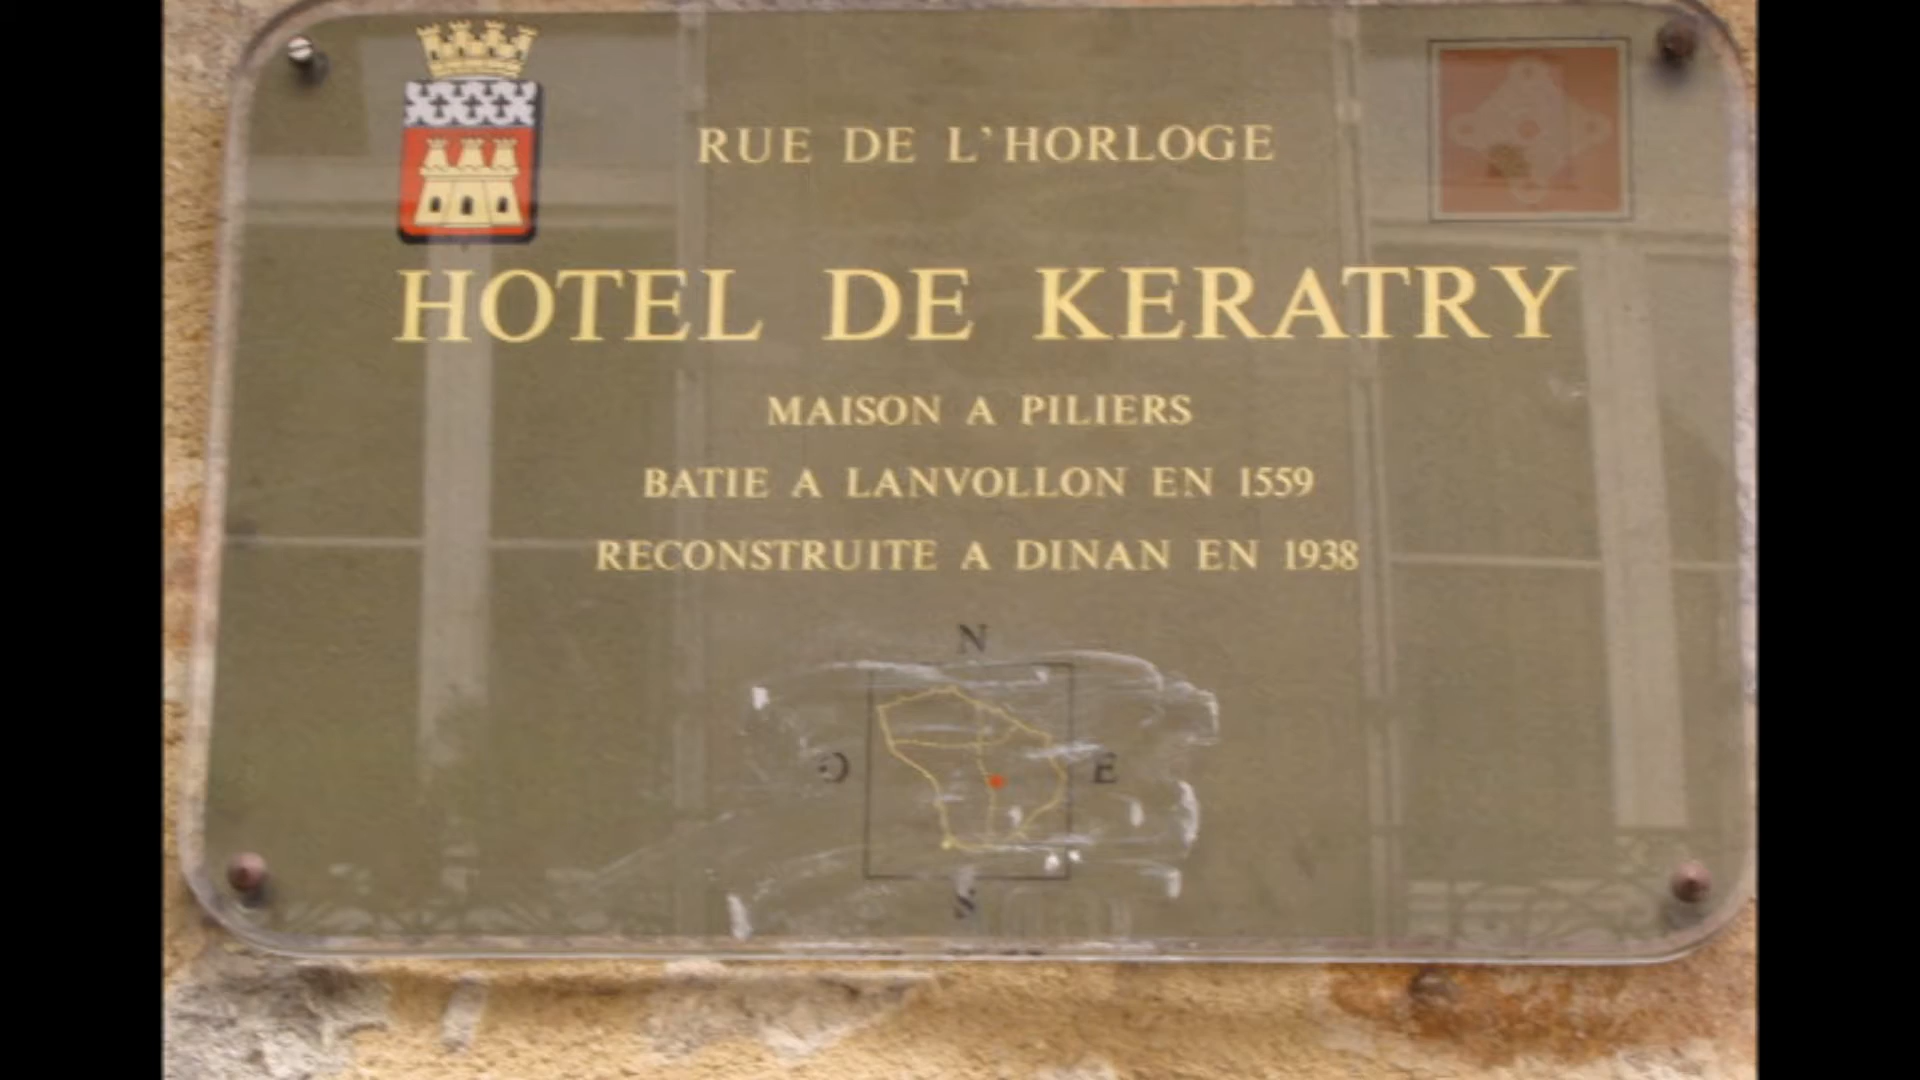 RUE DE L'HORLOGE
HOTEL DE KERATRY
MAISON A PILIERS
BATIE A LANVOLLON EN 1559
RECONSTRUITE A DINAN EN 1938
N
O E
S